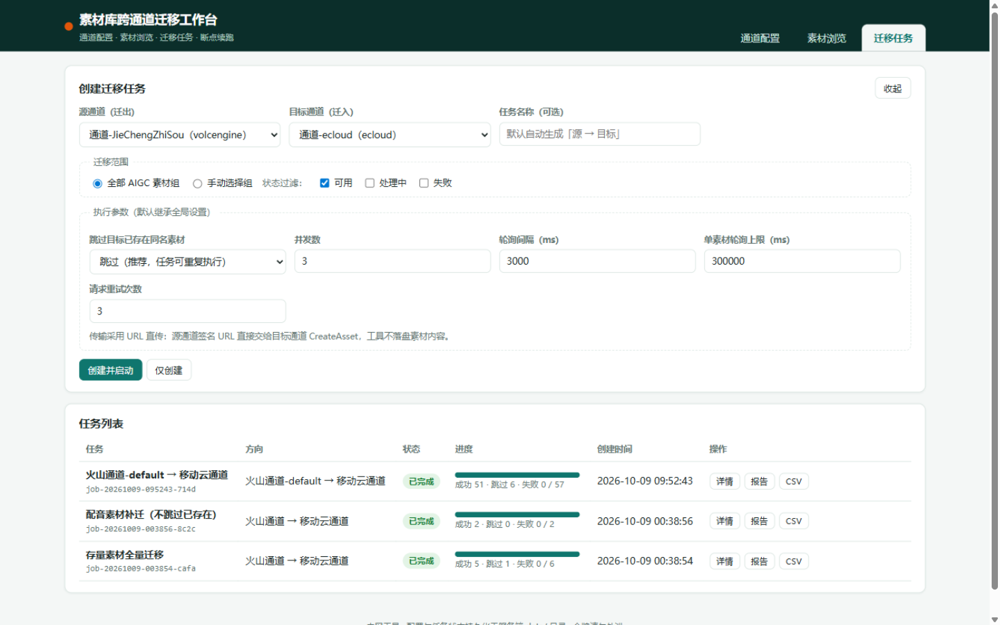 素材库跨通道迁移工作台
通道配置 · 素材浏览 · 迁移任务 · 断点续跑
通道配置 素材浏览 迁移任务
创建迁移任务 收起
源通道（迁出） 目标通道（迁入） 任务名称（可选）
通道-JieChengZhiSou（volcengine） 通道-ecloud（ecloud） 默认自动生成「源 → 目标」
迁移范围
全部 AIGC 素材组 手动选择组 状态过滤： 可用 处理中 失败
执行参数（默认继承全局设置）
跳过目标已存在同名素材 并发数 轮询间隔（ms） 单素材轮询上限（ms）
跳过（推荐，任务可重复执行） 3 3000 300000
请求重试次数
3
传输采用 URL 直传：源通道签名 URL 直接交给目标通道 CreateAsset，工具不落盘素材内容。
创建并启动 仅创建
任务列表
任务 方向 状态 进度 创建时间 操作
火山通道-default → 移动云通道 火山通道-default → 移动云通道 已完成 成功 51 · 跳过 6 · 失败 0 / 57 2026-10-09 09:52:43 详情 报告 CSV
job-20261009-095243-714d
配音素材补迁（不跳过已存在） 火山通道 → 移动云通道 已完成 成功 2 · 跳过 0 · 失败 0 / 2 2026-10-09 00:38:56 详情 报告 CSV
job-20261009-003856-8c2c
存量素材全量迁移 火山通道 → 移动云通道 已完成 成功 5 · 跳过 1 · 失败 0 / 6 2026-10-09 00:38:54 详情 报告 CSV
job-20261009-003854-cafa